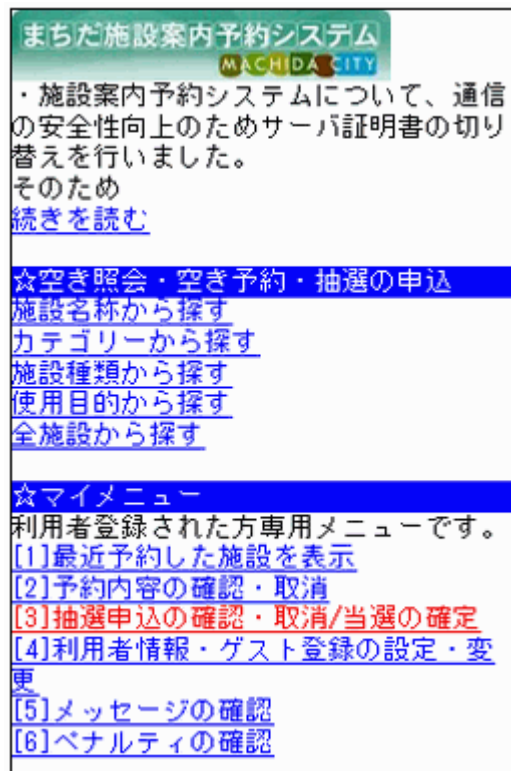 まちだ施設案内予約システム
MACHIDA CITY
・施設案内予約システムについて、通信
の安全性向上のためサーバ証明書の切り
替えを行いました。
そのため
続きを読む
☆空き照会・空き予約・抽選の申込
施設名称から探す
カテゴリーから探す
施設種類から探す
使用目的から探す
全施設から探す
☆マイメニュー
利用者登録された方専用メニューです。
[1]最近予約した施設を表示
[2]予約内容の確認・取消
[3]抽選申込の確認・取消/当選の確定
[4]利用者情報・ゲスト登録の設定・変
更
[5]メッセージの確認
[6]ペナルティの確認